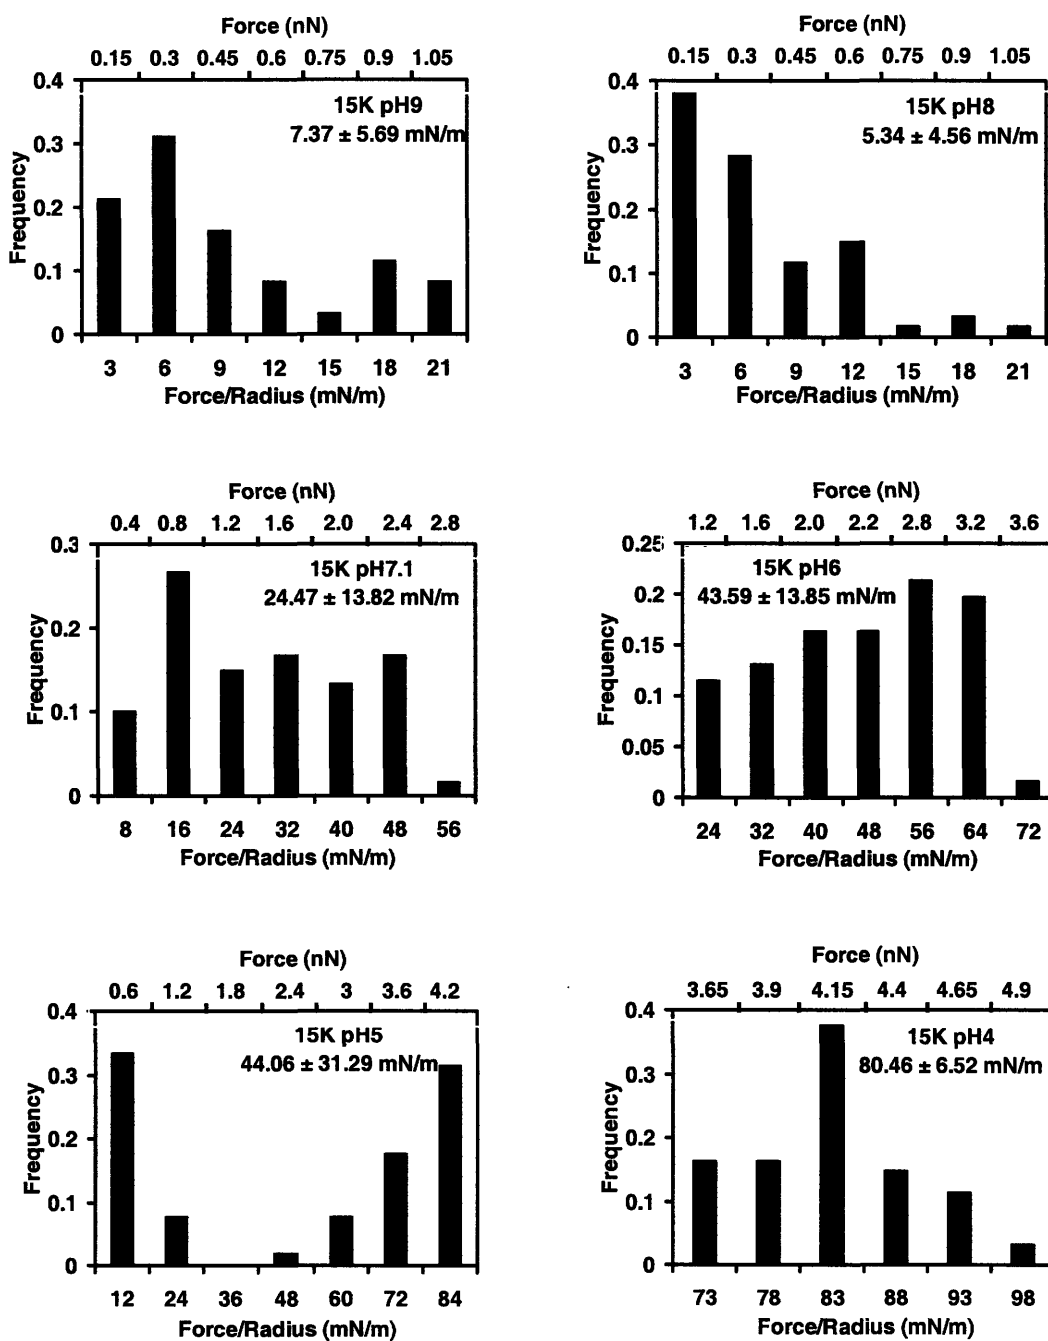 Force (nN)
0.15 0.3 0.45 0.6 0.75 0.9 1.05
0.4
0.3
0.2
0.1
0
Frequency
15K pH9
7.37 ± 5.69 mN/m
3 6 9 12 15 18 21
Force/Radius (mN/m)
Force (nN)
0.15 0.3 0.45 0.6 0.75 0.9 1.05
0.4
0.3
0.2
0.1
0
Frequency
15K pH8
5.34 ± 4.56 mN/m
3 6 9 12 15 18 21
Force/Radius (mN/m)
Force (nN)
0.4 0.8 1.2 1.6 2.0 2.4 2.8
0.3
0.2
0.1
0
Frequency
15K pH7.1
24.47 ± 13.82 mN/m
8 16 24 32 40 48 56
Force/Radius (mN/m)
Force (nN)
1.2 1.6 2.0 2.2 2.8 3.2 3.6
0.25
0.2
0.15
0.1
0.05
0
Frequency
15K pH6
43.59 ± 13.85 mN/m
24 32 40 48 56 64 72
Force/Radius (mN/m)
Force (nN)
0.6 1.2 1.8 2.4 3 3.6 4.2
0.4
0.3
0.2
0.1
0
Frequency
15K pH5
44.06 ± 31.29 mN/m
12 24 36 48 60 72 84
Force/Radius (mN/m)
Force (nN)
3.65 3.9 4.15 4.4 4.65 4.9
0.4
0.3
0.2
0.1
0
Frequency
15K pH4
80.46 ± 6.52 mN/m
73 78 83 88 93 98
Force/Radius (mN/m)